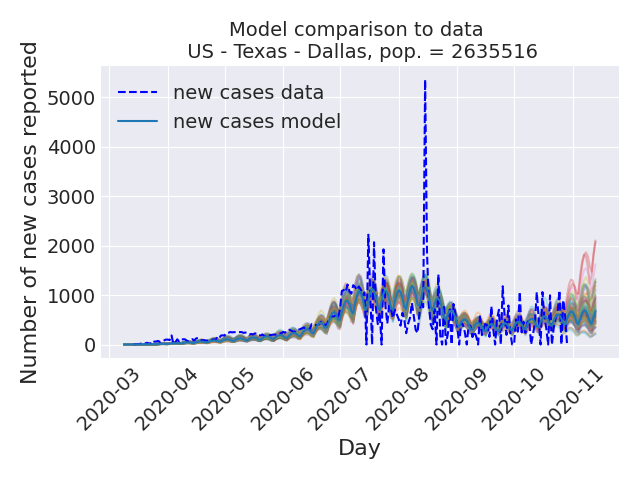 Model comparison to data
US - Texas - Dallas, pop. = 2635516
new cases data
new cases model
Number of new cases reported
5000
4000
3000
2000
1000
0
2020-03
2020-04
2020-05
2020-06
2020-07
2020-08
2020-09
2020-10
2020-11
Day